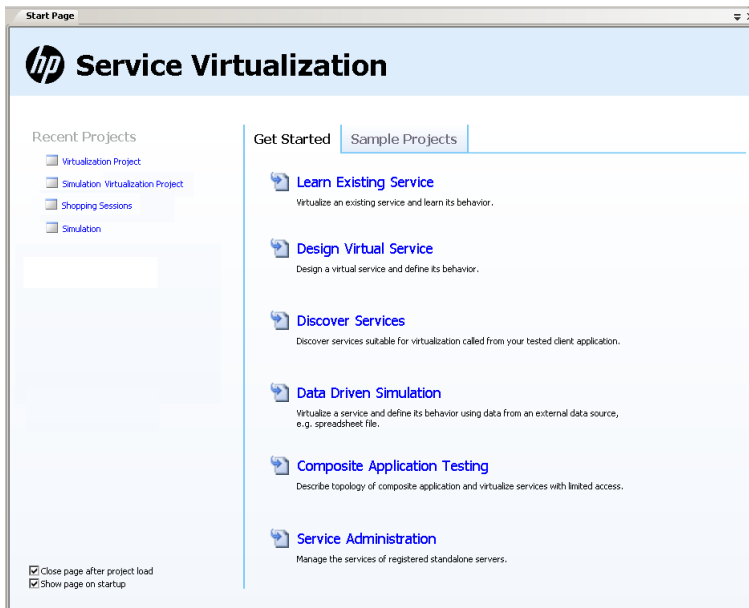 Start Page
hp Service Virtualization
Recent Projects
Virtualization Project
Simulation Virtualization Project
Shopping Sessions
Simulation
Close page after project load
Show page on startup
Get Started
Sample Projects
Learn Existing Service
Virtualize an existing service and learn its behavior.
Design Virtual Service
Design a virtual service and define its behavior.
Discover Services
Discover services suitable for virtualization called from your tested client application.
Data Driven Simulation
Virtualize a service and define its behavior using data from an external data source,
e.g. spreadsheet file.
Composite Application Testing
Describe topology of composite application and virtualize services with limited access.
Service Administration
Manage the services of registered standalone servers.